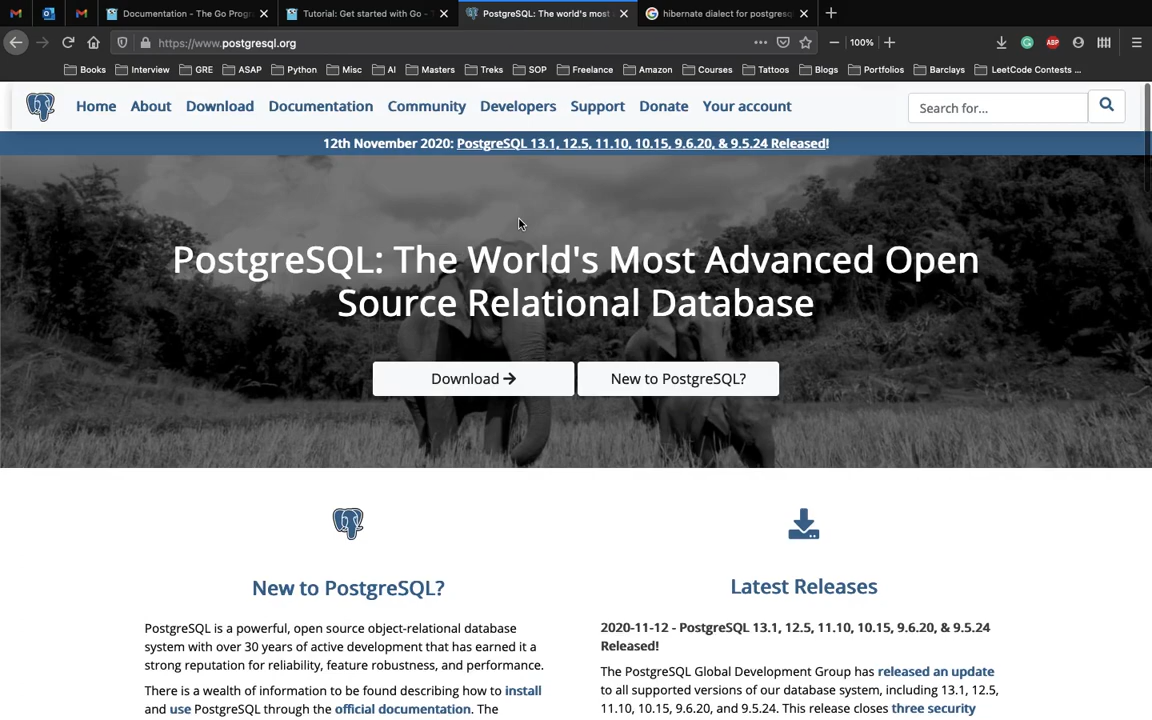 Documentation - The Go Progr
Tutorial: Get started with Go -
PostgreSQL: The world's most
hibernate dialect for postgresq
https://www.postgresql.org
100%
ABP
Books
Interview
GRE
ASAP
Python
Misc
AI
Masters
Treks
SOP
Freelance
Amazon
Courses
Tattoos
Blogs
Portfolios
Barclays
LeetCode Contests ...
Home About Download Documentation Community Developers Support Donate Your account
Search for...
12th November 2020: PostgreSQL 13.1, 12.5, 11.10, 10.15, 9.6.20, & 9.5.24 Released!
PostgreSQL: The World's Most Advanced Open
Source Relational Database
Download
New to PostgreSQL?
New to PostgreSQL?
PostgreSQL is a powerful, open source object-relational database
system with over 30 years of active development that has earned it a
strong reputation for reliability, feature robustness, and performance.
There is a wealth of information to be found describing how to install
and use PostgreSQL through the official documentation. The
Latest Releases
2020-11-12 - PostgreSQL 13.1, 12.5, 11.10, 10.15, 9.6.20, & 9.5.24
Released!
The PostgreSQL Global Development Group has released an update
to all supported versions of our database system, including 13.1, 12.5,
11.10, 10.15, 9.6.20, and 9.5.24. This release closes three security